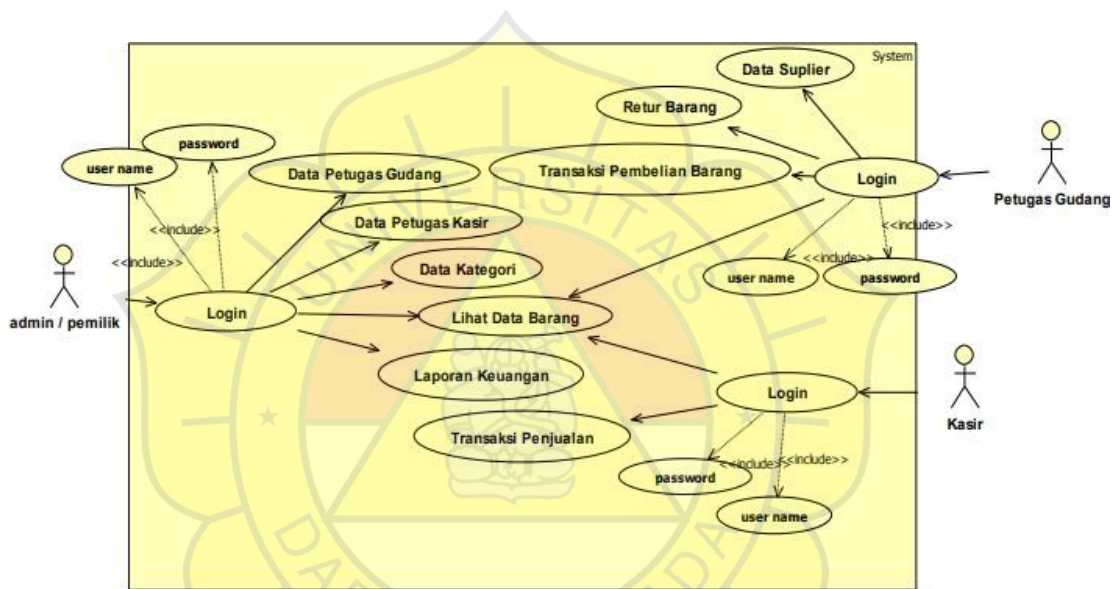 System
Data Suplier
Retur Barang
password
user name
Data Petugas Gudang
Transaksi Pembelian Barang
Login
Petugas Gudang
<<include>>
Data Petugas Kasir
<<include>>
<<include>>
<<include>>
Data Kategori
user name
password
admin / pemilik
Login
Lihat Data Barang
Laporan Keuangan
Login
Kasir
Transaksi Penjualan
<<include>>
<<include>>
password
user name
UNIVERSITAS